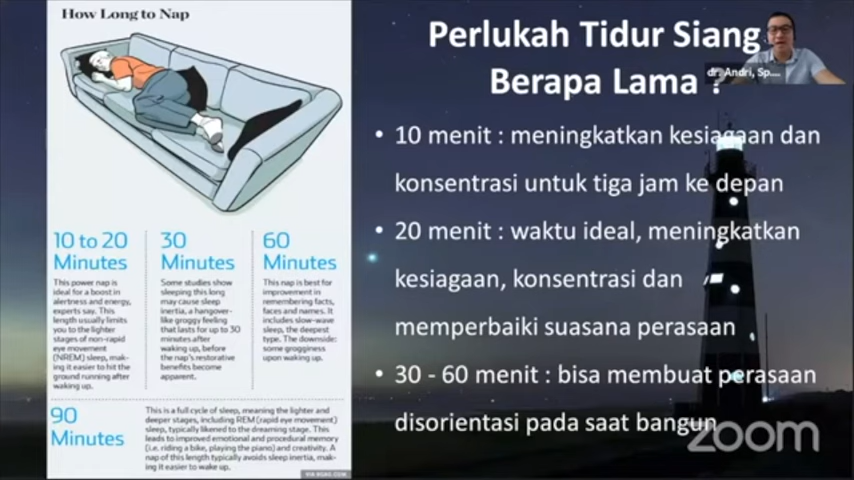 How Long to Nap
10 to 20
Minutes
This power nap is
ideal for a boost in
alertness and energy,
experts say. This
length usually limits
you to the lighter
stages of non-rapid
eye movement
(NREM) sleep, mak-
ing it easier to hit the
ground running after
waking up.
30
Minutes
Some studies show
sleeping this long
may cause sleep
inertia, a hangover-
like groggy feeling
that lasts for up to 30
minutes after
waking up, before
the nap's restorative
benefits become
apparent.
60
Minutes
This nap is best for
improvement in
remembering facts,
faces and names. It
includes slow-wave
sleep, the deepest
type. The downside:
some grogginess
upon waking up.
90
Minutes
This is a full cycle of sleep, meaning the lighter and
deeper stages, including REM (rapid eye movement)
sleep, typically likened to the dreaming stage. This
leads to improved emotional and procedural memory
(i.e. riding a bike, playing the piano) and creativity. A
nap of this length typically avoids sleep inertia, mak-
ing it easier to wake up.
Perlukah Tidur Siang
Berapa Lama ?
dr. Andri, Sp....
• 10 menit : meningkatkan kesiagaan dan
konsentrasi untuk tiga jam ke depan
• 20 menit : waktu ideal, meningkatkan
kesiagaan, konsentrasi dan
memperbaiki suasana perasaan
• 30 - 60 menit : bisa membuat perasaan
disorientasi pada saat bangun
zoom